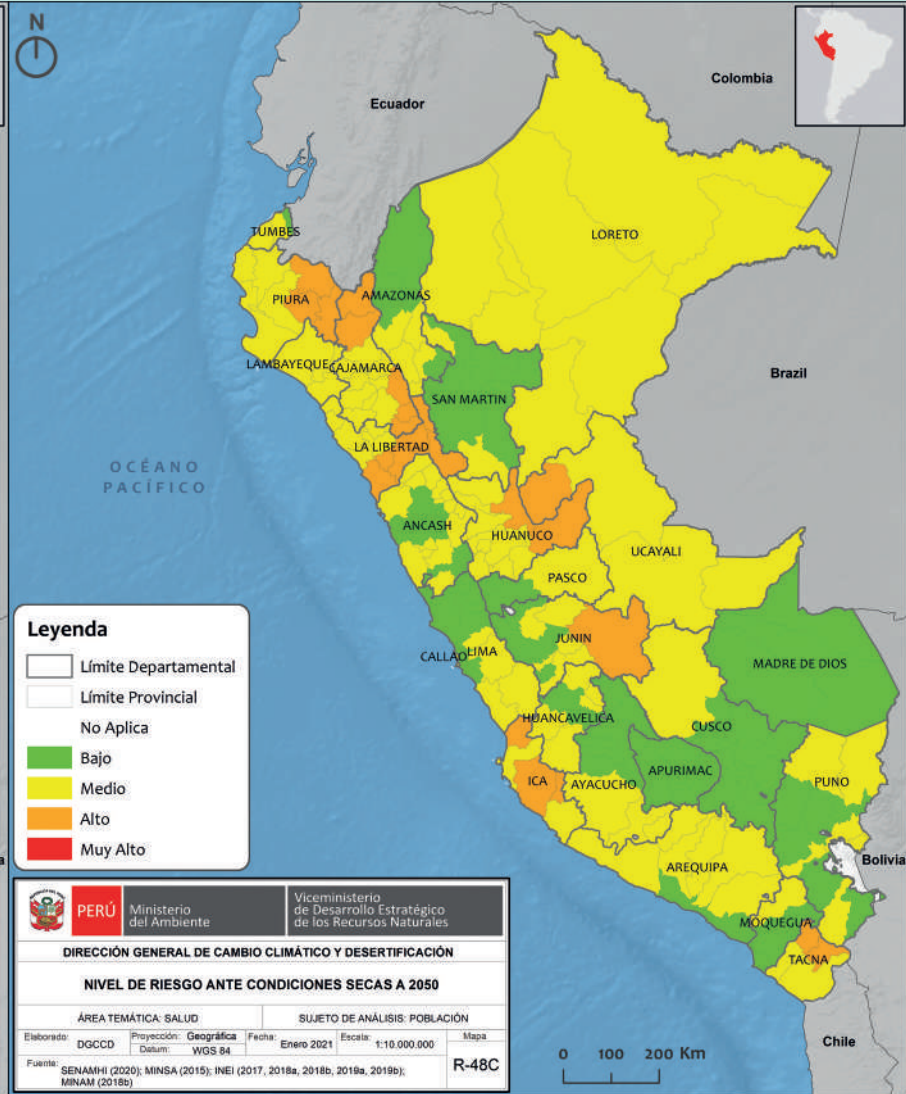 N
Colombia
Ecuador
LORETO
TUMBES
AMAZONAS
PIURA
LAMBAYEQUE
CAJAMARCA
Brazil
SAN MARTIN
LA LIBERTAD
OCÉANO
PACÍFICO
ANCASH
HUANUCO
UCAYALI
PASCO
JUNIN
CALLAO
LIMA
MADRE DE DIOS
HUANCAVELICA
CUSCO
ICA
AYACUCHO
APURIMAC
PUNO
AREQUIPA
Bolivia
MOQUEGUA
TACNA
Chile
Leyenda
Límite Departamental
Límite Provincial
No Aplica
Bajo
Medio
Alto
Muy Alto
PERÚ
Ministerio
del Ambiente
Viceministerio
de Desarrollo Estratégico
de los Recursos Naturales
DIRECCIÓN GENERAL DE CAMBIO CLIMÁTICO Y DESERTIFICACIÓN
NIVEL DE RIESGO ANTE CONDICIONES SECAS A 2050
ÁREA TEMÁTICA: SALUD
SUJETO DE ANÁLISIS: POBLACIÓN
Elaborado: DGCCD
Proyección: Geográfica
Datum: WGS 84
Fecha: Enero 2021
Escala: 1:10.000.000
Mapa
R-48C
Fuente: SENAMHI (2020); MINSA (2015); INEI (2017, 2018a, 2018b, 2019a, 2019b);
MINAM (2018b)
0 100 200 Km